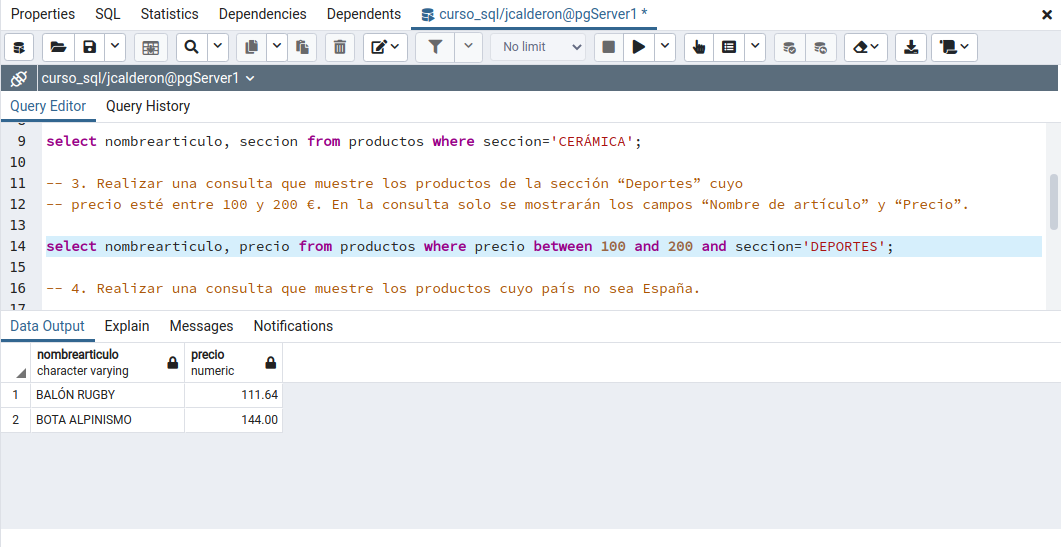 Properties SQL Statistics Dependencies Dependents curso_sql/jcalderon@pgServer1 *
No limit
curso_sql/jcalderon@pgServer1
Query Editor Query History
9 select nombrearticulo, seccion from productos where seccion='CERÁMICA';
10
11 -- 3. Realizar una consulta que muestre los productos de la sección “Deportes” cuyo
12 -- precio esté entre 100 y 200 €. En la consulta solo se mostrarán los campos “Nombre de artículo” y “Precio”.
13
14 select nombrearticulo, precio from productos where precio between 100 and 200 and seccion='DEPORTES';
15
16 -- 4. Realizar una consulta que muestre los productos cuyo país no sea España.
17
Data Output Explain Messages Notifications
nombrearticulo precio
character varying numeric
1 BALÓN RUGBY 111.64
2 BOTA ALPINISMO 144.00